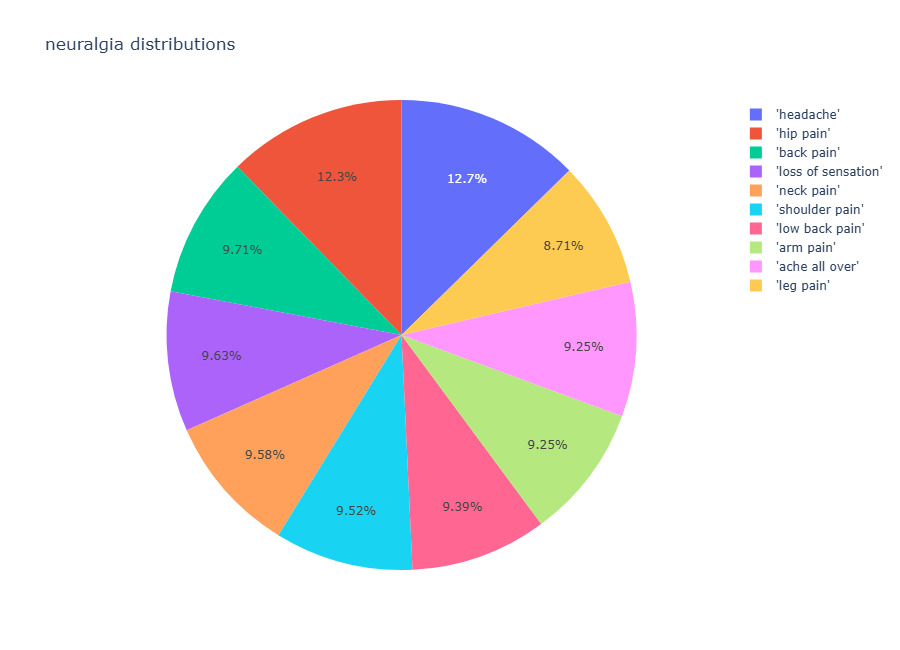 neuralgia distributions
12.3%
12.7%
9.71%
8.71%
9.63%
9.25%
9.58%
9.25%
9.52%
9.39%
'headache'
'hip pain'
'back pain'
'loss of sensation'
'neck pain'
'shoulder pain'
'low back pain'
'arm pain'
'ache all over'
'leg pain'